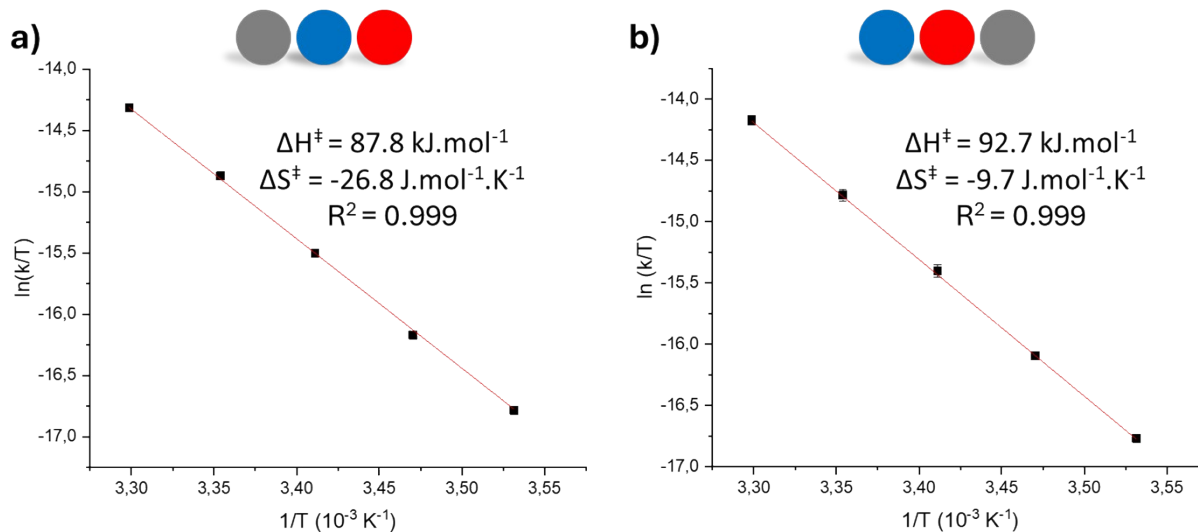 a)
-14,0
-14,5
-15,0
-15,5
-16,0
-16,5
-17,0
ln(k/T)
ΔH‡ = 87.8 kJ.mol⁻¹
ΔS‡ = -26.8 J.mol⁻¹.K⁻¹
R² = 0.999
3,30
3,35
3,40
3,45
3,50
3,55
1/T (10⁻³ K⁻¹)
b)
-14,0
-14,5
-15,0
-15,5
-16,0
-16,5
-17,0
ln (k/T)
ΔH‡ = 92.7 kJ.mol⁻¹
ΔS‡ = -9.7 J.mol⁻¹.K⁻¹
R² = 0.999
3,30
3,35
3,40
3,45
3,50
3,55
1/T (10⁻³ K⁻¹)